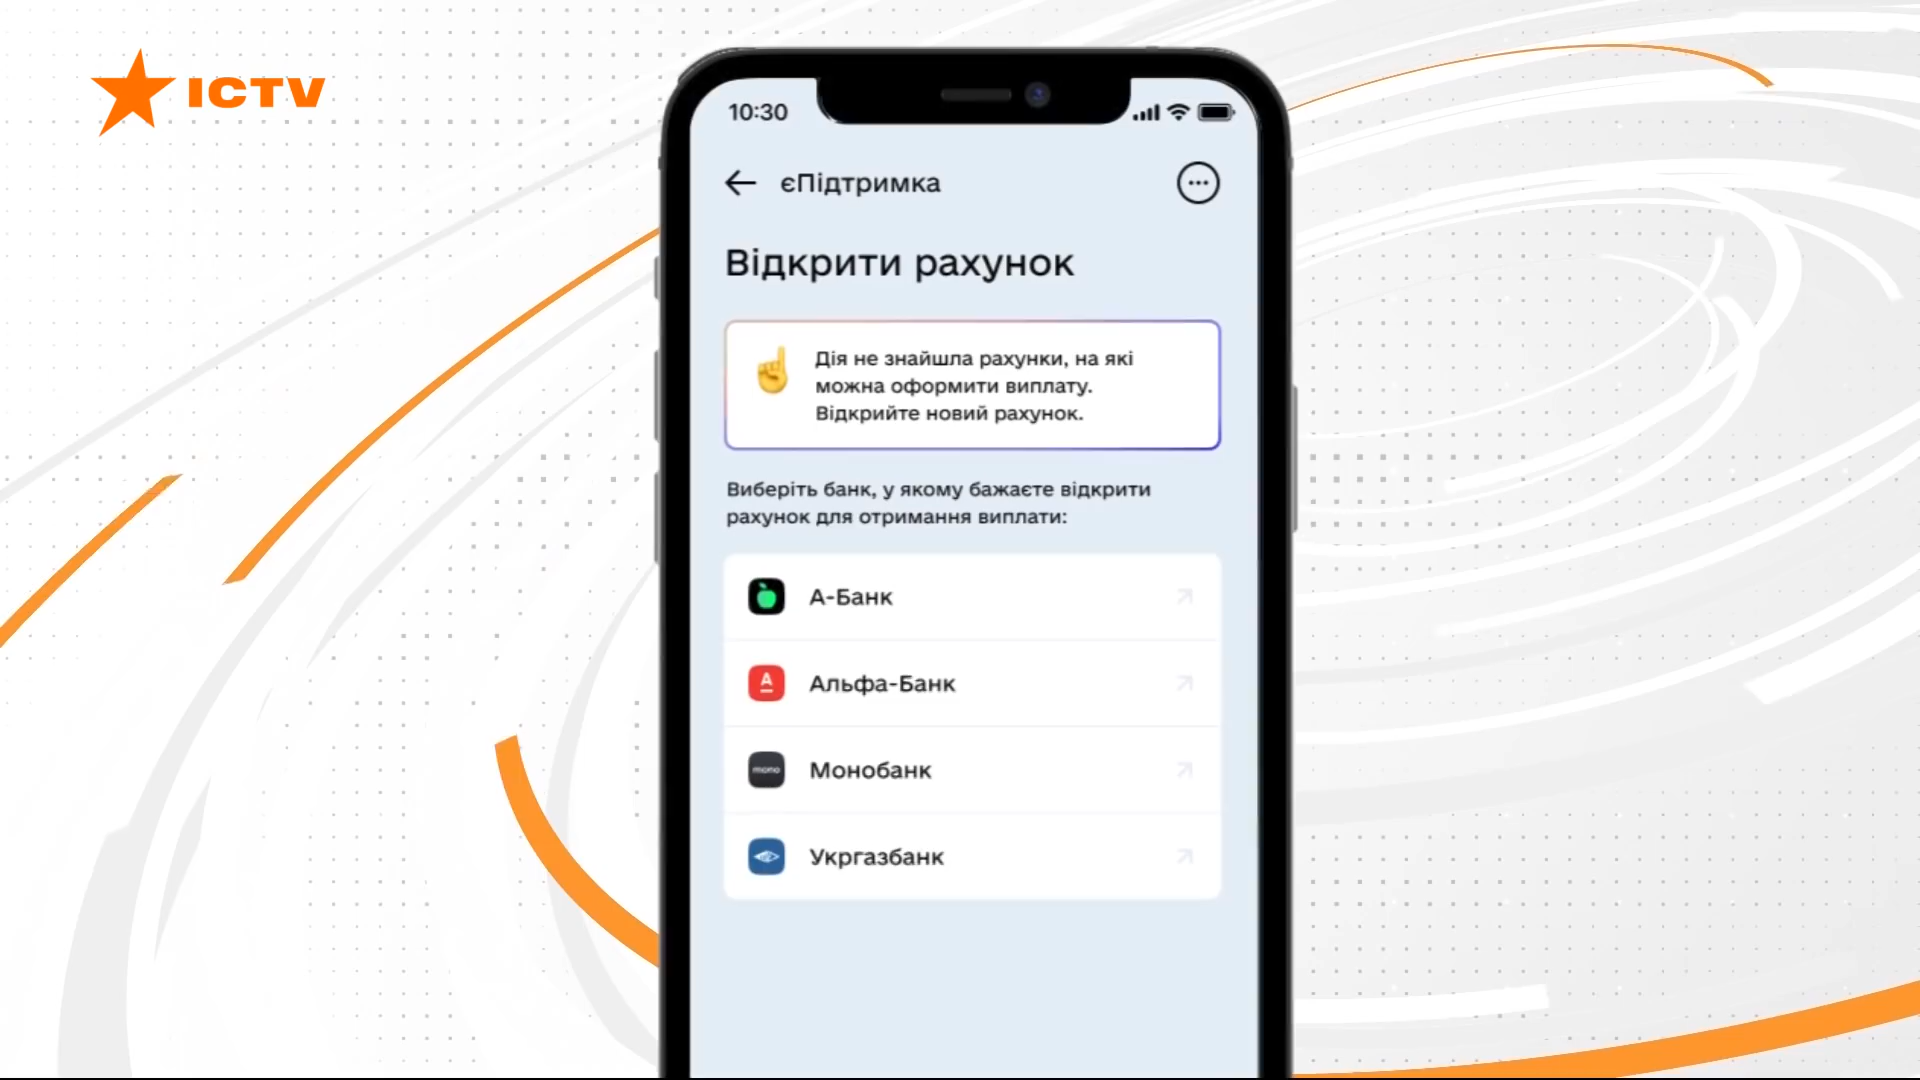 ICTV
10:30
єПідтримка
Відкрити рахунок
Дія не знайшла рахунки, на які
можна оформити виплату.
Відкрийте новий рахунок.
Виберіть банк, у якому бажаєте відкрити
рахунок для отримання виплати:
А-Банк
А
Альфа-Банк
mono
Монобанк
Укргазбанк